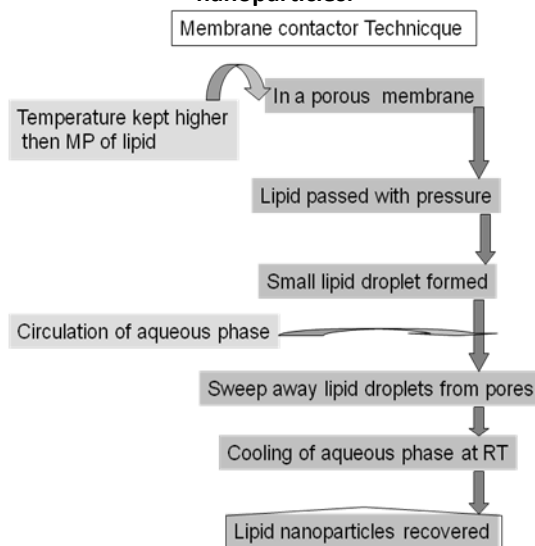 nanoparticles.
Membrane contactor Technicque
In a porous membrane
Temperature kept higher
then MP of lipid
Lipid passed with pressure
Small lipid droplet formed
Circulation of aqueous phase
Sweep away lipid droplets from pores
Cooling of aqueous phase at RT
Lipid nanoparticles recovered